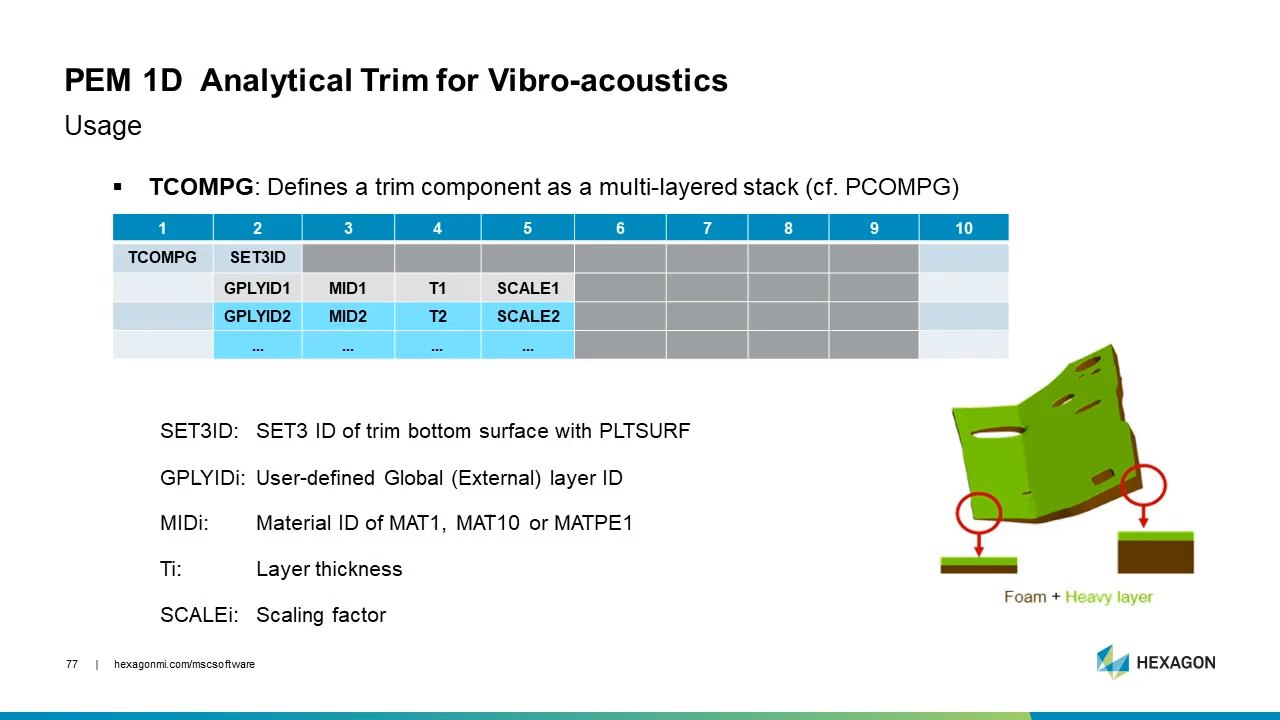 PEM 1D  Analytical Trim for Vibro-acoustics
Usage
▪ TCOMPG: Defines a trim component as a multi-layered stack (cf. PCOMPG)
1 2 3 4 5 6 7 8 9 10
TCOMPG SET3ID
GPLYID1 MID1 T1 SCALE1
GPLYID2 MID2 T2 SCALE2
... ... ... ...
SET3ID: SET3 ID of trim bottom surface with PLTSURF
GPLYIDi: User-defined Global (External) layer ID
MIDi: Material ID of MAT1, MAT10 or MATPE1
Ti: Layer thickness
SCALEi: Scaling factor
Foam + Heavy layer
77 | hexagonmi.com/mscsoftware
HEXAGON